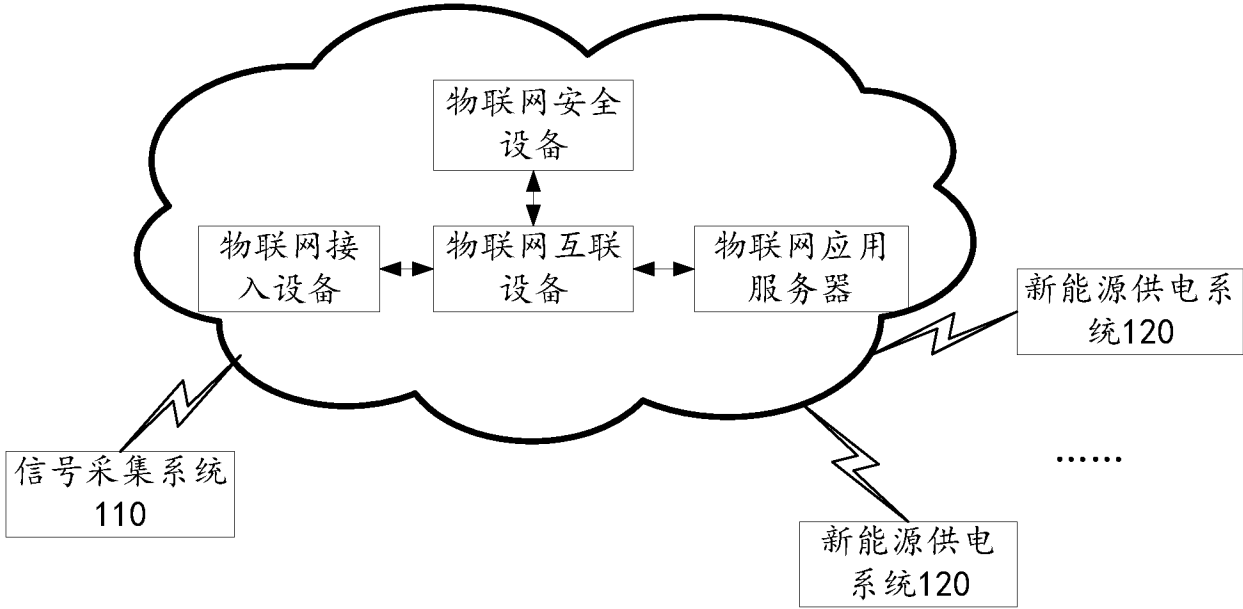 物联网安全
设备
物联网接
入设备
物联网互联
设备
物联网应用
服务器
新能源供电系
统120
信号采集系统
110
……
新能源供电
系统120